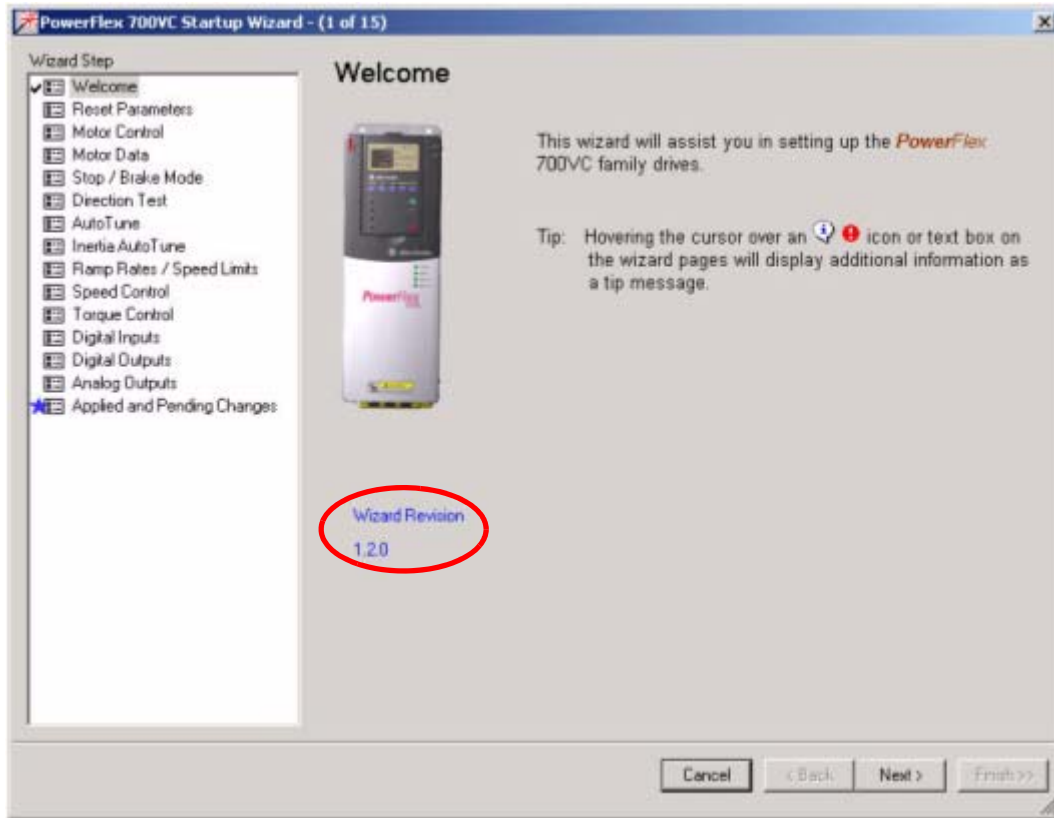 PowerFlex 700VC Startup Wizard - (1 of 15)
Wizard Step
Welcome
Reset Parameters
Motor Control
Motor Data
Stop / Brake Mode
Direction Test
AutoTune
Inertia AutoTune
Ramp Rates / Speed Limits
Speed Control
Torque Control
Digital Inputs
Digital Outputs
Analog Outputs
Applied and Pending Changes
Welcome
PowerFlex
This wizard will assist you in setting up the PowerFlex
700VC family drives.
Tip: Hovering the cursor over an icon or text box on
the wizard pages will display additional information as
a tip message.
Wizard Revision
1.2.0
Cancel
< Back
Next >
Finish >>